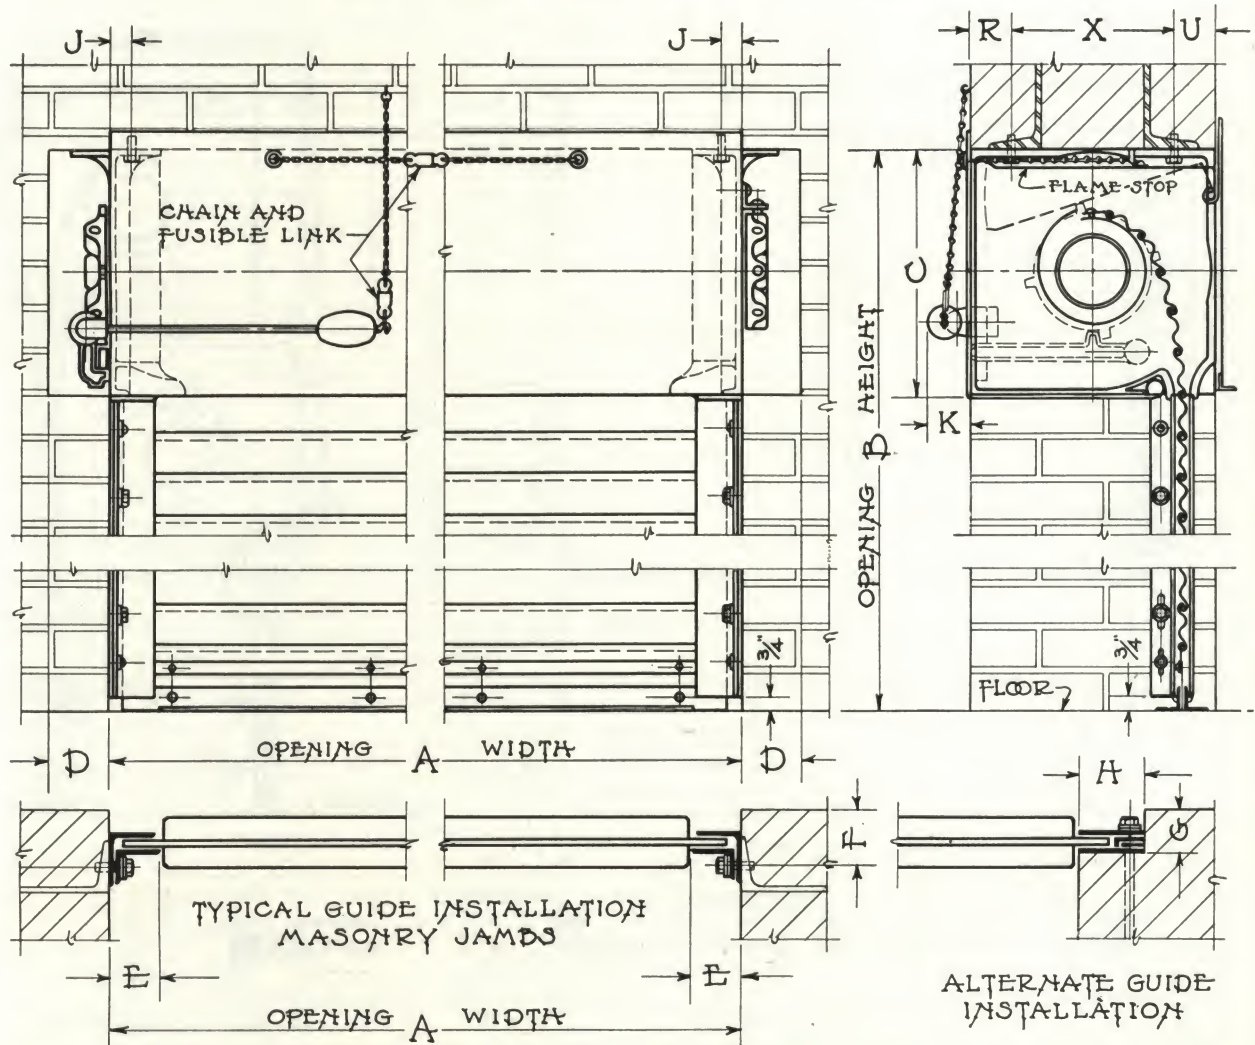 J
J
R X U
CHAIN AND
FUSIBLE LINK
FLAME-STOP
C
OPENING B HEIGHT
K
3/4"
3/4"
FLOOR
D OPENING A WIDTH D
H
F
G
TYPICAL GUIDE INSTALLATION
MASONRY JAMBS
E E
ALTERNATE GUIDE
INSTALLATION
OPENING A WIDTH